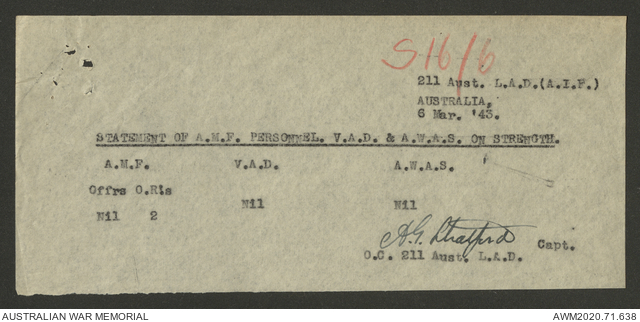 S16/6
211 Aust. L.A.D.(A.I.F.)
AUSTRALIA,
6 Mar. '43.
STATEMENT OF A.M.F. PERSONNEL. V.A.D. & A.W.A.S. ON STRENGTH.
A.M.F. V.A.D. A.W.A.S.
Offrs O.R's
Nil 2 Nil Nil
A.G. Stratford Capt.
O.C. 211 Aust. L.A.D.
AUSTRALIAN WAR MEMORIAL AWM2020.71.638